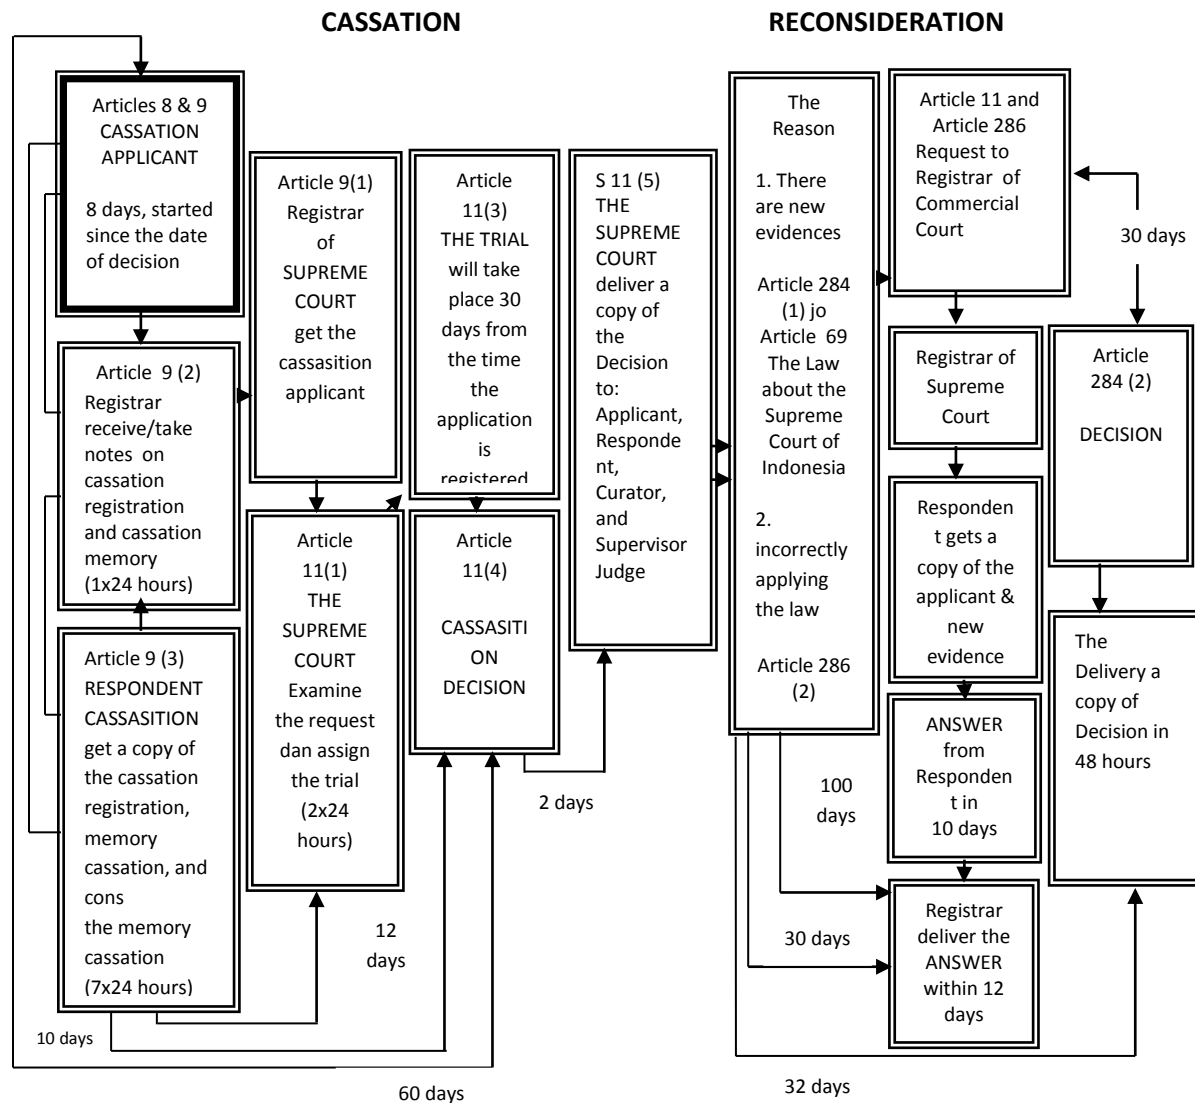 CASSATION
RECONSIDERATION
Articles 8 & 9
CASSATION
APPLICANT
8 days, started
since the date
of decision
Article 9 (2)
Registrar
receive/take
notes on
cassation
registration
and cassation
memory
(1x24 hours)
Article 9 (3)
RESPONDENT
CASSASITION
get a copy of
the cassation
registration,
memory
cassation, and
cons
the memory
cassation
(7x24 hours)
10 days
Article 9(1)
Registrar
of
SUPREME
COURT
get the
cassasition
applicant
Article
11(1)
THE
SUPREME
COURT
Examine
the request
dan assign
the trial
(2x24
hours)
12
days
Article
11(3)
THE TRIAL
will take
place 30
days from
the time
the
application
is
registered
Article
11(4)
CASSASITI
ON
DECISION
60 days
2 days
S 11 (5)
THE
SUPREME
COURT
deliver a
copy of
the
Decision
to:
Applicant,
Responde
nt,
Curator,
and
Supervisor
Judge
The
Reason
1. There
are new
evidences
Article 284
(1) jo
Article 69
The Law
about the
Supreme
Court of
Indonesia
2.
incorrectly
applying
the law
Article 286
(2)
100
days
30 days
32 days
Article 11 and
Article 286
Request to
Registrar of
Commercial
Court
Registrar of
Supreme
Court
Responden
t gets a
copy of the
applicant &
new
evidence
ANSWER
from
Responden
t in
10 days
Registrar
deliver the
ANSWER
within 12
days
30 days
Article
284 (2)
DECISION
The
Delivery a
copy of
Decision in
48 hours